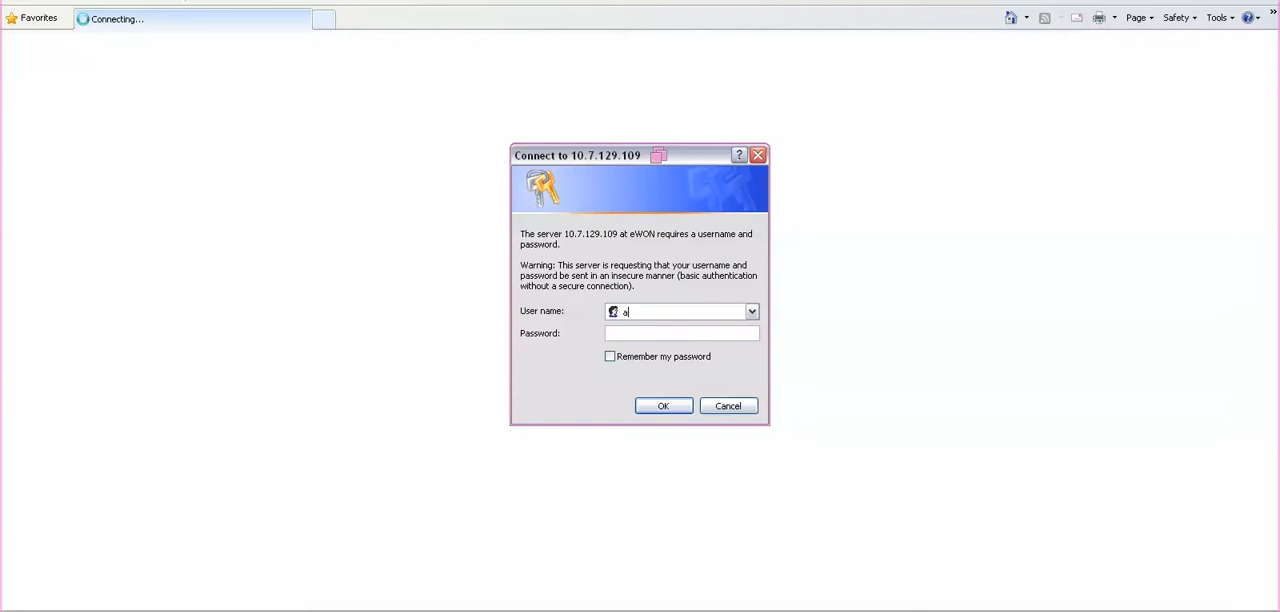 Favorites
Connecting...
Page
Safety
Tools
Connect to 10.7.129.109
The server 10.7.129.109 at eWON requires a username and
password.
Warning: This server is requesting that your username and
password be sent in an insecure manner (basic authentication
without a secure connection).
User name:
a
Password:
Remember my password
OK
Cancel